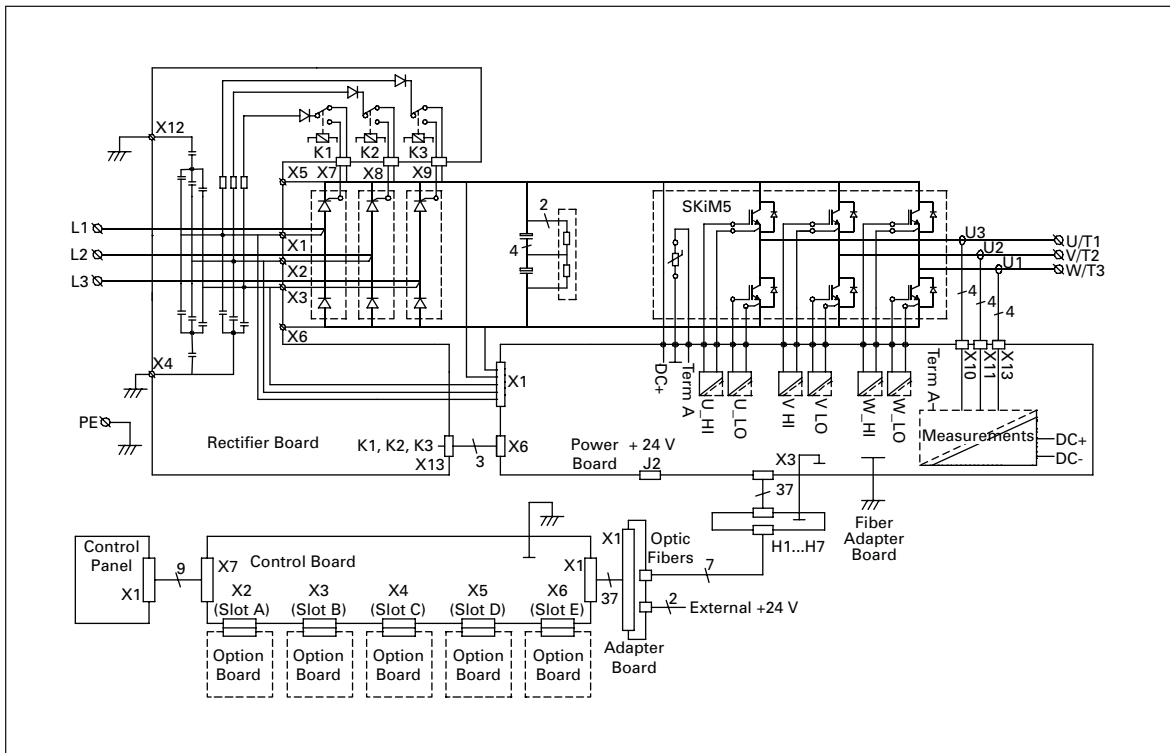 X12
K1
K2
K3
X5
X7
X8
X9
L1
L2
L3
X1
X2
X3
X6
X4
PE
Rectifier Board
K1, K2, K3
X13
3
X6
X1
2
4
SKiM5
U3
U2
U1
U/T1
V/T2
W/T3
4
4
4
DC+
Term A
U_HI
U_LO
V HI
V LO
W_HI
W_LO
Term A-
X10
X11
X13
Measurements
DC+
DC-
Power + 24 V
Board
J2
X3
37
H1...H7
Fiber
Adapter
Board
Control
Panel
X1
9
X7
Control Board
X1
37
X1
Optic
Fibers
7
2
External +24 V
Adapter
Board
X2
(Slot A)
X3
(Slot B)
X4
(Slot C)
X5
(Slot D)
X6
(Slot E)
Option
Board
Option
Board
Option
Board
Option
Board
Option
Board